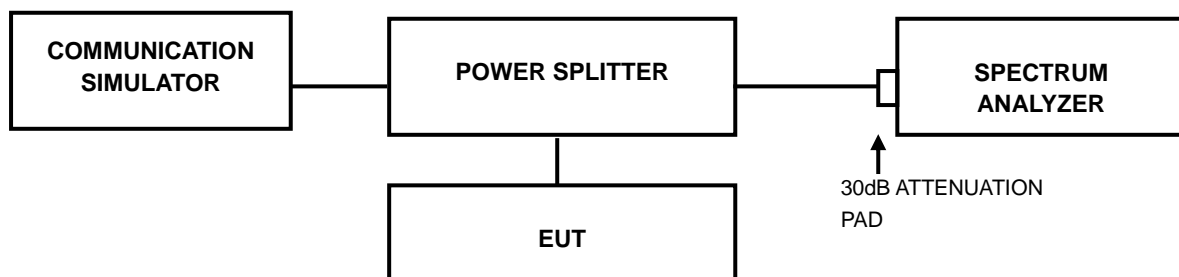 COMMUNICATION
SIMULATOR
POWER SPLITTER
SPECTRUM
ANALYZER
30dB ATTENUATION
PAD
EUT